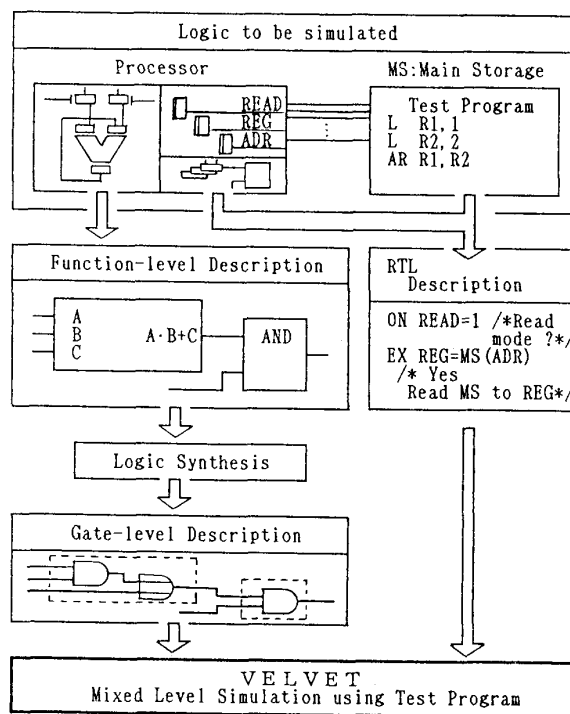 Logic to be simulated
Processor
MS:Main Storage
READ
REG
ADR
Test Program
L R1,1
L R2,2
AR R1,R2
Function-level Description
A
B
C
A·B+C
AND
RTL
Description
ON READ=1 /*Read
mode ?*/
EX REG=MS(ADR)
/* Yes
Read MS to REG*/
Logic Synthesis
Gate-level Description
VELVET
Mixed Level Simulation using Test Program